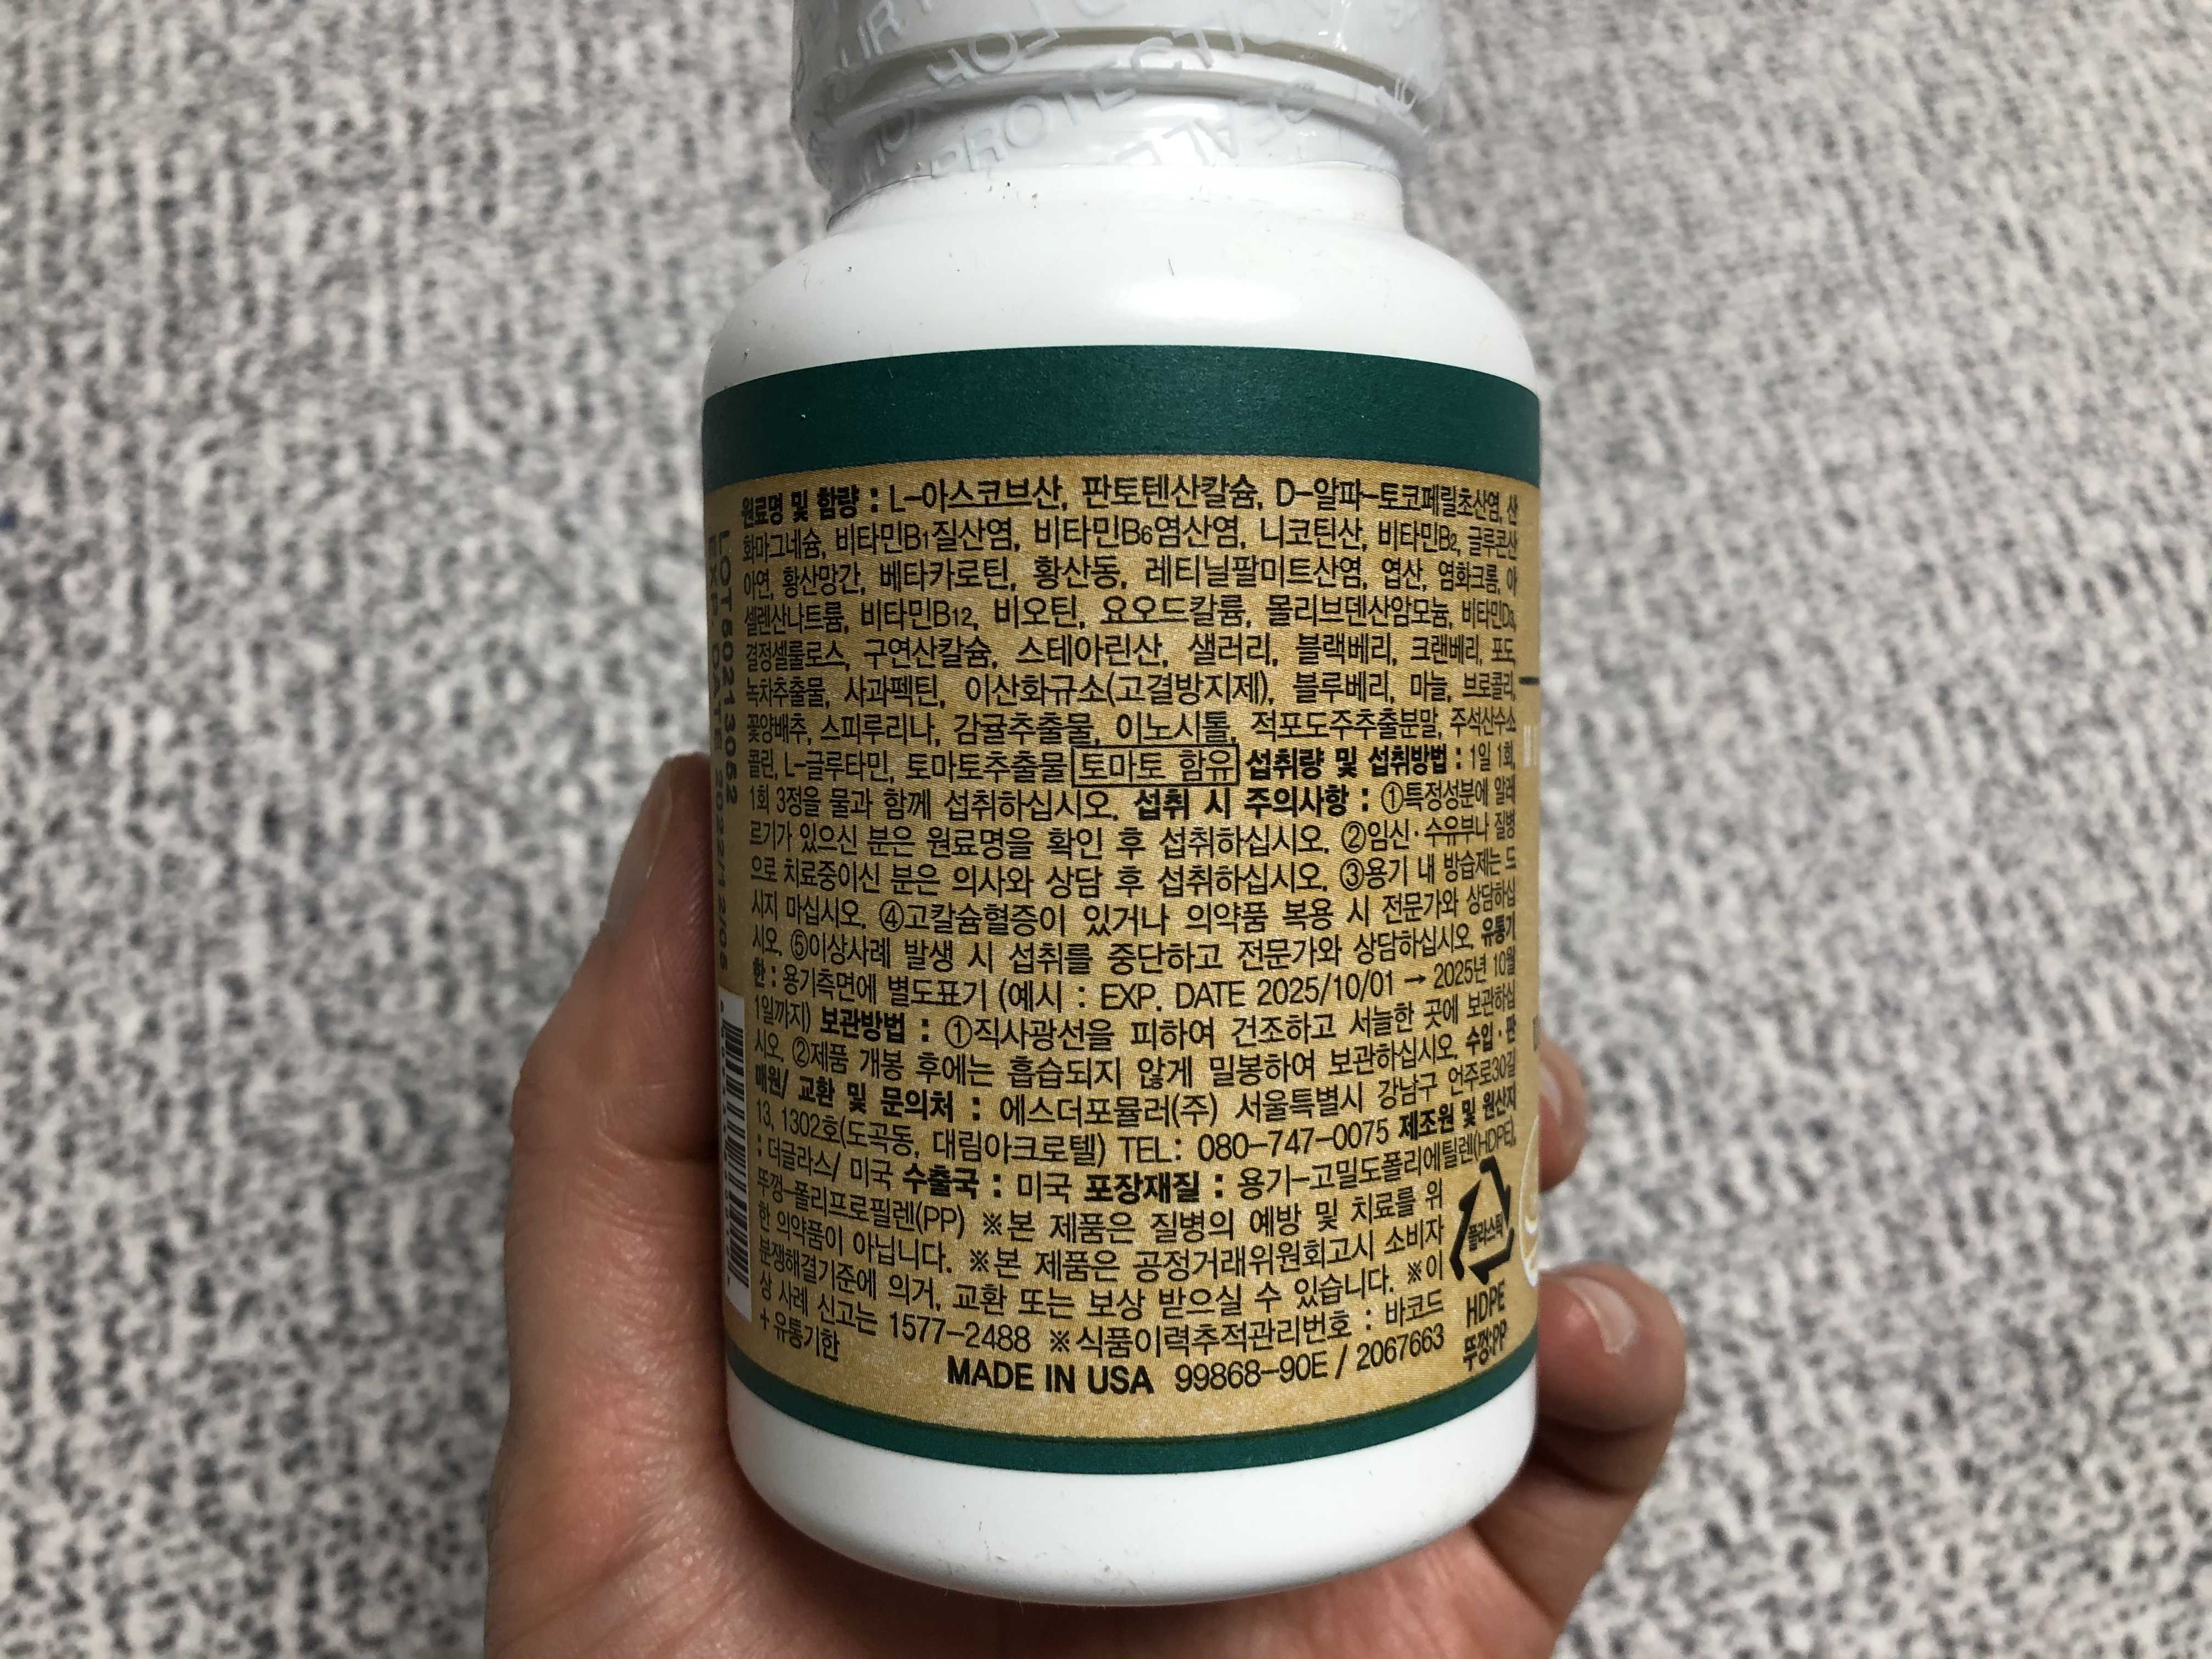 PROTECTION
SEAL
FOR YOUR PROTECTION
LOT
EXP. DATE 2022/12/05
원료명 및 함량 : L-아스코브산, 판토텐산칼슘, D-알파-토코페릴초산염, 산
화마그네슘, 비타민B1질산염, 비타민B6염산염, 니코틴산, 비타민B2, 글루콘산
아연, 황산망간, 베타카로틴, 황산동, 레티닐팔미트산염, 엽산, 염화크롬, 아
셀렌산나트륨, 비타민B12, 비오틴, 요오드칼륨, 몰리브덴산암모늄, 비타민D3,
결정셀룰로스, 구연산칼슘, 스테아린산, 샐러리, 블랙베리, 크랜베리, 포도,
녹차추출물, 사과펙틴, 이산화규소(고결방지제), 블루베리, 마늘, 브로콜리,
꽃양배추, 스피루리나, 감귤추출물, 이노시톨, 적포도주추출분말, 주석산수소
콜린, L-글루타민, 토마토추출물 토마토 함유 섭취량 및 섭취방법 : 1일 1회,
1회 3정을 물과 함께 섭취하십시오. 섭취 시 주의사항 : ①특정성분에 알레
르기가 있으신 분은 원료명을 확인 후 섭취하십시오. ②임신·수유부나 질병
으로 치료중이신 분은 의사와 상담 후 섭취하십시오. ③용기 내 방습제는 드
시지 마십시오. ④고칼슘혈증이 있거나 의약품 복용 시 전문가와 상담하십
시오. ⑤이상사례 발생 시 섭취를 중단하고 전문가와 상담하십시오. 유통기
한 : 용기측면에 별도표기 (예시 : EXP. DATE 2025/10/01 → 2025년 10월
1일까지) 보관방법 : ①직사광선을 피하여 건조하고 서늘한 곳에 보관하십
시오. ②제품 개봉 후에는 흡습되지 않게 밀봉하여 보관하십시오. 수입·판
매원/ 교환 및 문의처 : 에스더포뮬러(주) 서울특별시 강남구 언주로30길
13, 1302호(도곡동, 대림아크로텔) TEL: 080-747-0075 제조원 및 원산지
: 더글라스/ 미국 수출국 : 미국 포장재질 : 용기-고밀도폴리에틸렌(HDPE),
뚜껑-폴리프로필렌(PP) ※본 제품은 질병의 예방 및 치료를 위
한 의약품이 아닙니다. ※본 제품은 공정거래위원회고시 소비자
분쟁해결기준에 의거, 교환 또는 보상 받으실 수 있습니다. ※이
상 사례 신고는 1577-2488 ※식품이력추적관리번호 : 바코드
+ 유통기한
MADE IN USA 99868-90E / 2067663
플라스틱
HDPE
뚜껑:PP